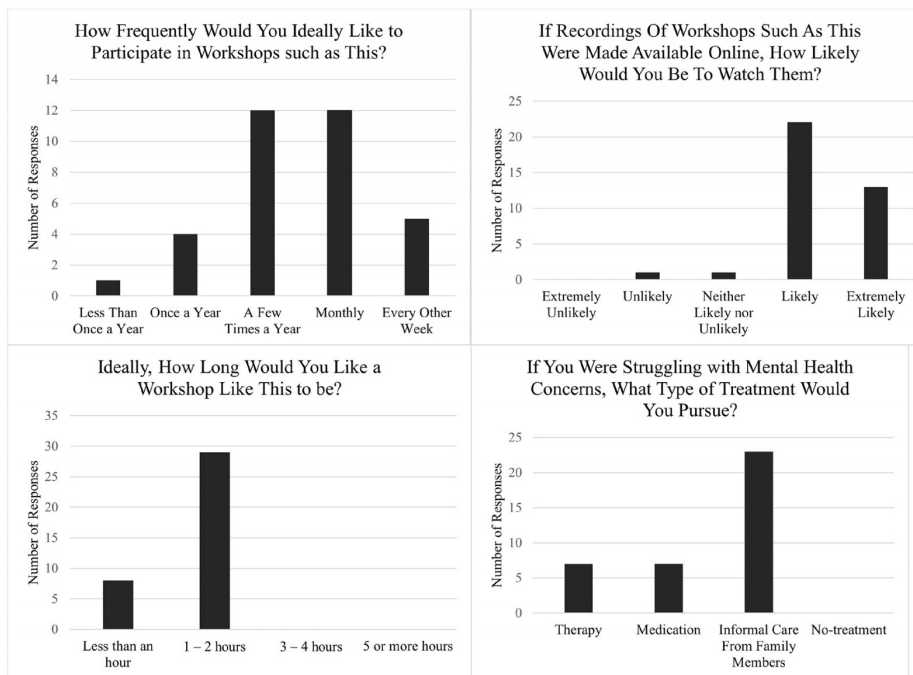 How Frequently Would You Ideally Like to
Participate in Workshops such as This?
Number of Responses
14
12
10
8
6
4
2
0
Less Than
Once a Year
Once a Year
A Few
Times a Year
Monthly
Every Other
Week
If Recordings Of Workshops Such As This
Were Made Available Online, How Likely
Would You Be To Watch Them?
Number of Responses
25
20
15
10
5
0
Extremely
Unlikely
Unlikely
Neither
Likely nor
Unlikely
Likely
Extremely
Likely
Ideally, How Long Would You Like a
Workshop Like This to be?
Number of Responses
35
30
25
20
15
10
5
0
Less than an
hour
1 – 2 hours
3 – 4 hours
5 or more hours
If You Were Struggling with Mental Health
Concerns, What Type of Treatment Would
You Pursue?
Number of Responses
25
20
15
10
5
0
Therapy
Medication
Informal Care
From Family
Members
No-treatment